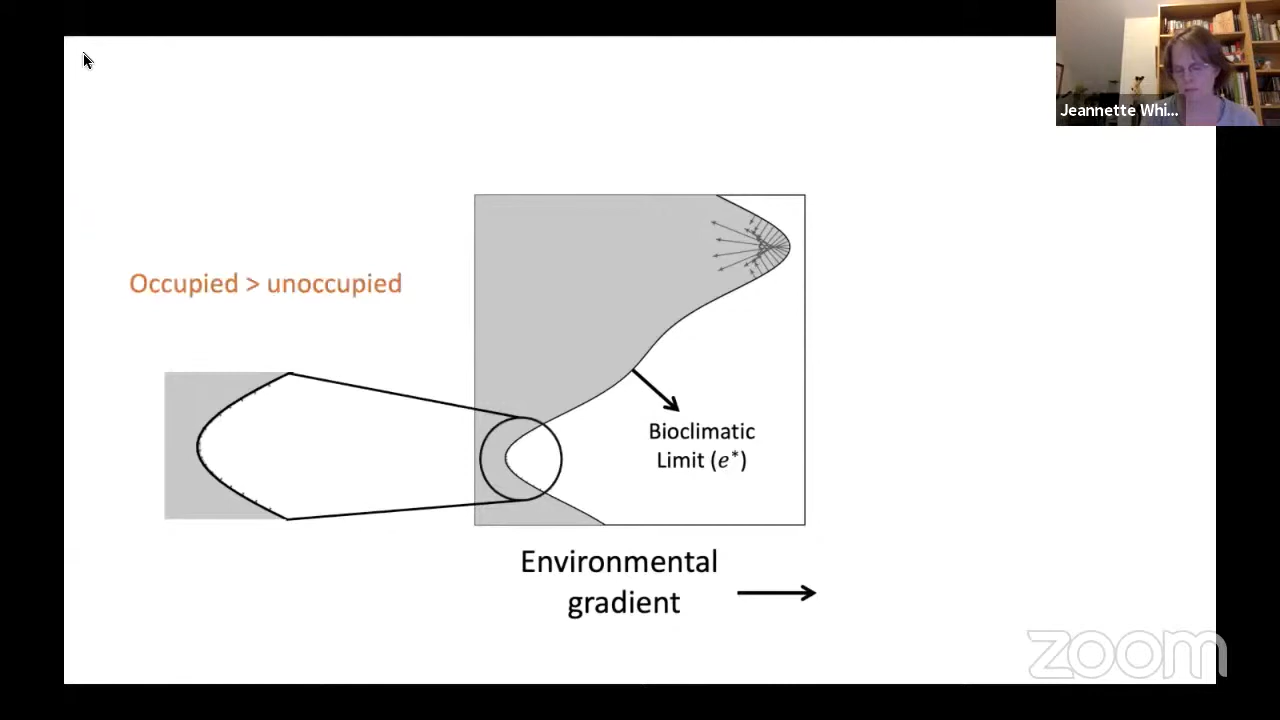 Jeannette Whi...
Occupied > unoccupied
Bioclimatic
Limit (e*)
Environmental
gradient
zoom